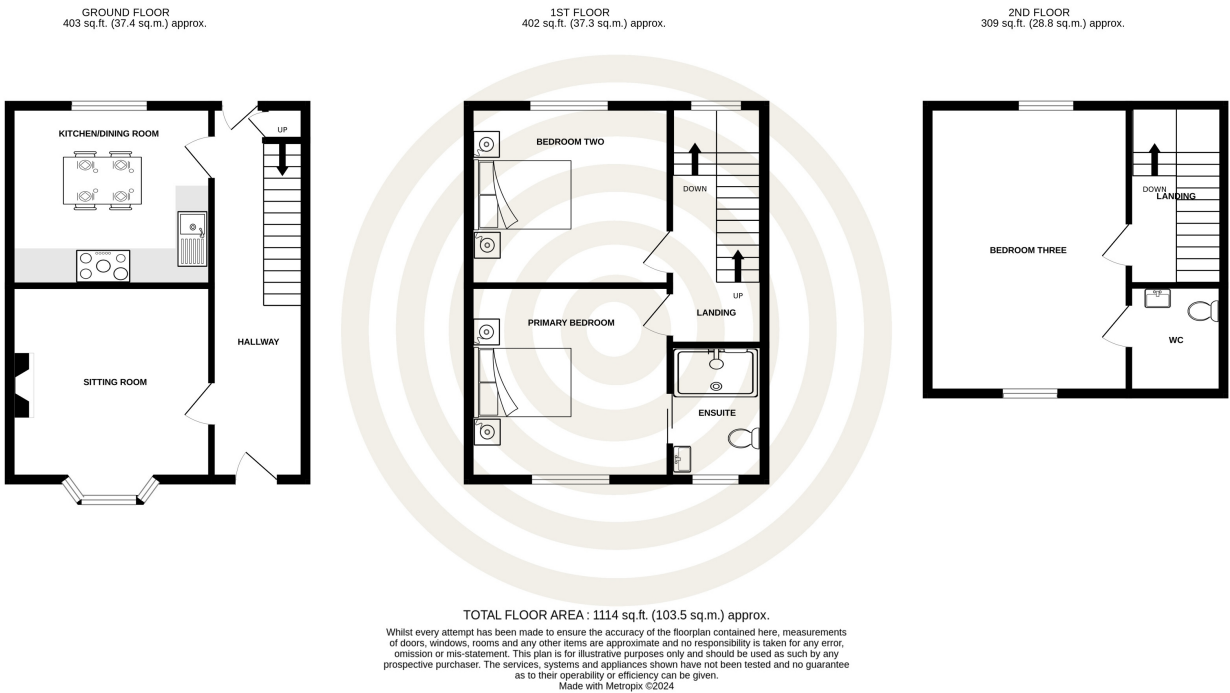 GROUND FLOOR
403 sq.ft. (37.4 sq.m.) approx.
KITCHEN/DINING ROOM
UP
HALLWAY
SITTING ROOM
1ST FLOOR
402 sq.ft. (37.3 sq.m.) approx.
BEDROOM TWO
DOWN
UP
LANDING
PRIMARY BEDROOM
ENSUITE
2ND FLOOR
309 sq.ft. (28.8 sq.m.) approx.
DOWN
LANDING
BEDROOM THREE
WC
TOTAL FLOOR AREA : 1114 sq.ft. (103.5 sq.m.) approx.
Whilst every attempt has been made to ensure the accuracy of the floorplan contained here, measurements
of doors, windows, rooms and any other items are approximate and no responsibility is taken for any error,
omission or mis-statement. This plan is for illustrative purposes only and should be used as such by any
prospective purchaser. The services, systems and appliances shown have not been tested and no guarantee
as to their operability or efficiency can be given.
Made with Metropix ©2024